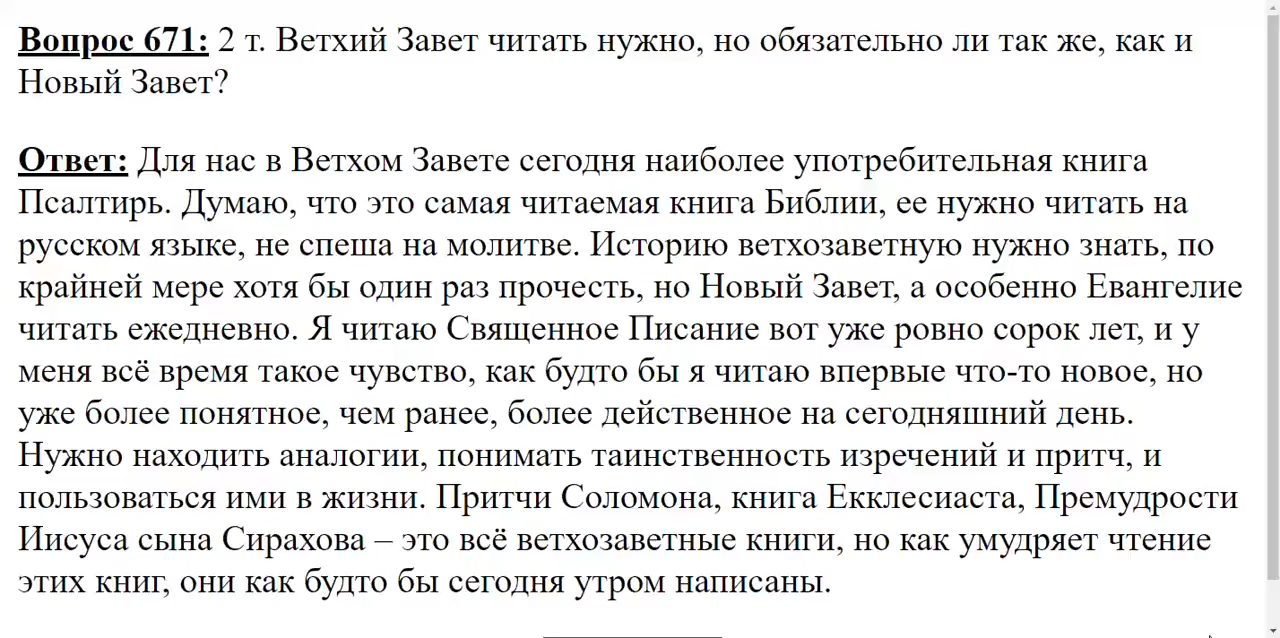 Вопрос 671: 2 т. Ветхий Завет читать нужно, но обязательно ли так же, как и
Новый Завет?
Ответ: Для нас в Ветхом Завете сегодня наиболее употребительная книга
Псалтирь. Думаю, что это самая читаемая книга Библии, ее нужно читать на
русском языке, не спеша на молитве. Историю ветхозаветную нужно знать, по
крайней мере хотя бы один раз прочесть, но Новый Завет, а особенно Евангелие
читать ежедневно. Я читаю Священное Писание вот уже ровно сорок лет, и у
меня всё время такое чувство, как будто бы я читаю впервые что-то новое, но
уже более понятное, чем ранее, более действенное на сегодняшний день.
Нужно находить аналогии, понимать таинственность изречений и притч, и
пользоваться ими в жизни. Притчи Соломона, книга Екклесиаста, Премудрости
Иисуса сына Сирахова – это всё ветхозаветные книги, но как умудряет чтение
этих книг, они как будто бы сегодня утром написаны.